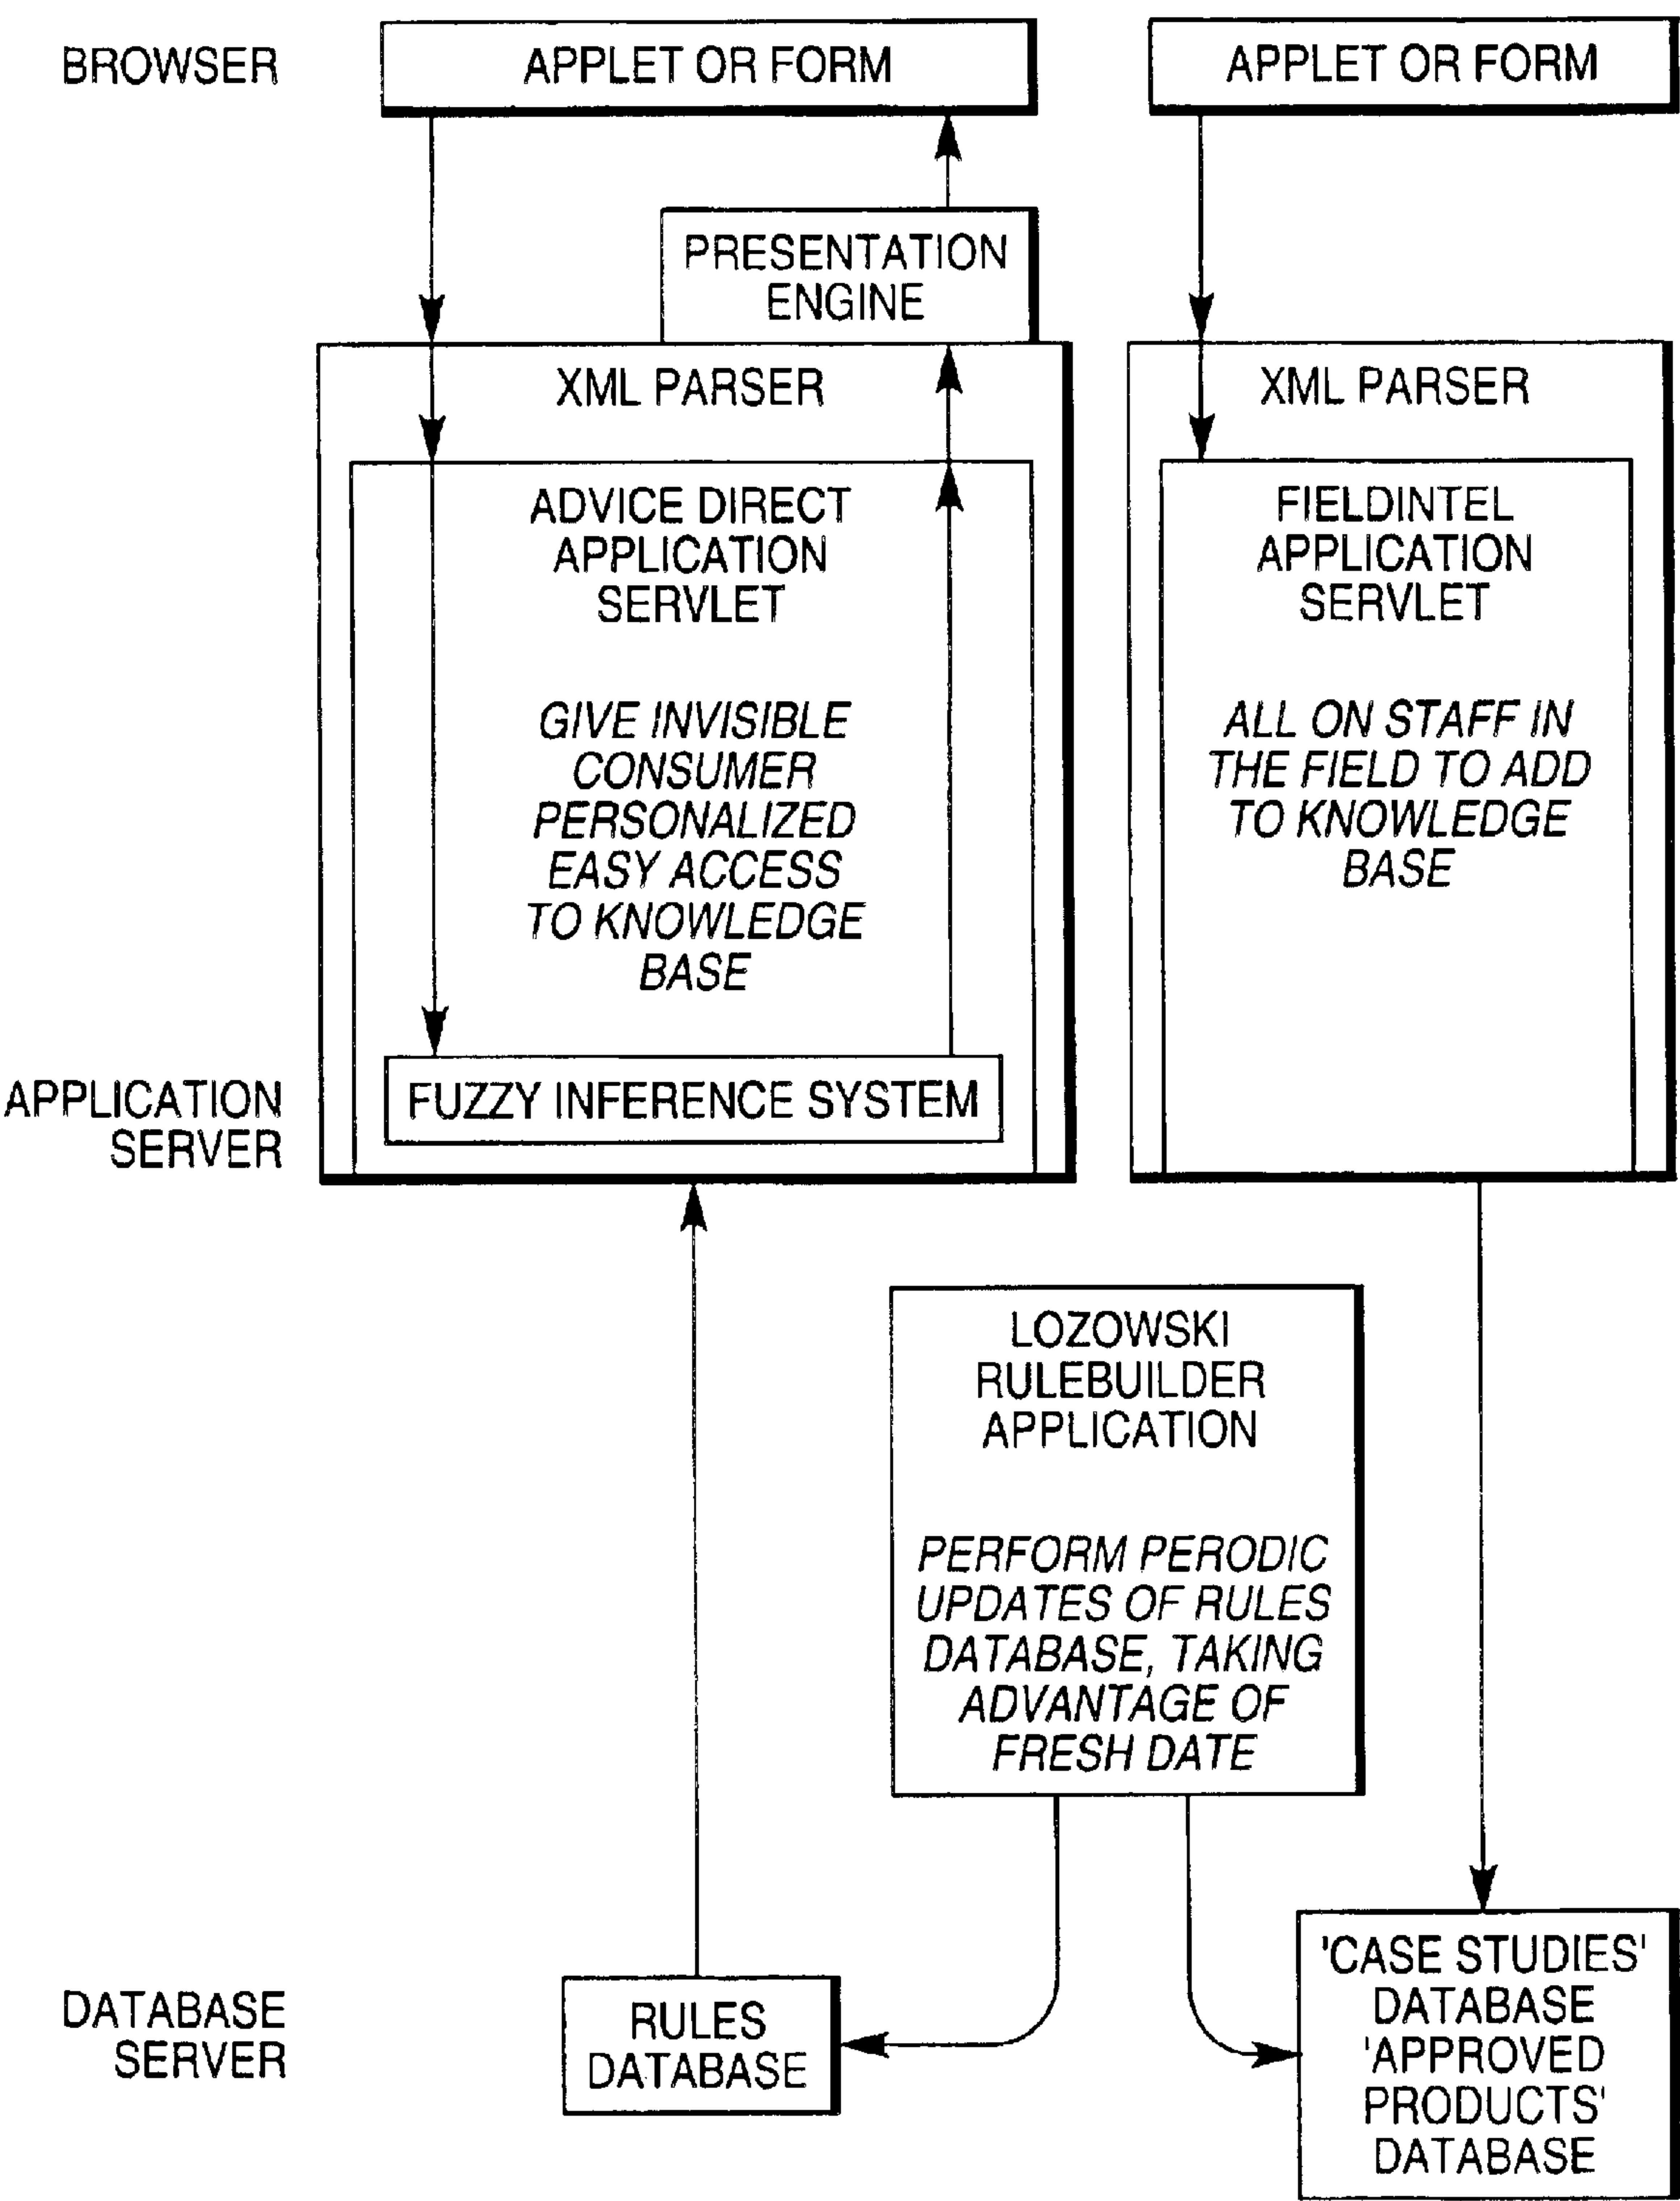 BROWSER
APPLET OR FORM
APPLET OR FORM
PRESENTATION
ENGINE
XML PARSER
ADVICE DIRECT
APPLICATION
SERVLET
GIVE INVISIBLE
CONSUMER
PERSONALIZED
EASY ACCESS
TO KNOWLEDGE
BASE
FUZZY INFERENCE SYSTEM
XML PARSER
FIELDINTEL
APPLICATION
SERVLET
ALL ON STAFF IN
THE FIELD TO ADD
TO KNOWLEDGE
BASE
APPLICATION
SERVER
LOZOWSKI
RULEBUILDER
APPLICATION
PERFORM PERODIC
UPDATES OF RULES
DATABASE, TAKING
ADVANTAGE OF
FRESH DATE
DATABASE
SERVER
RULES
DATABASE
'CASE STUDIES'
DATABASE
'APPROVED
PRODUCTS'
DATABASE